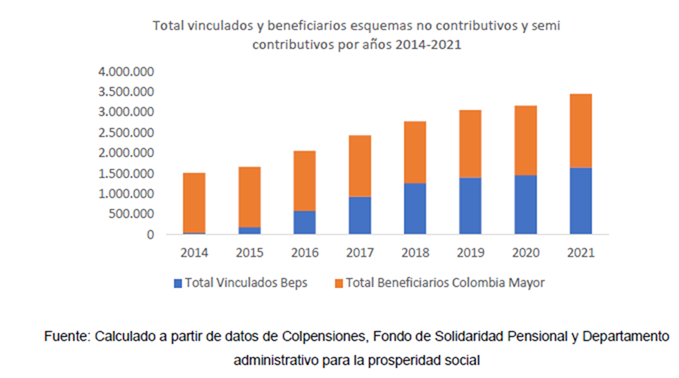 Total vinculados y beneficiarios esquemas no contributivos y semi
contributivos por años 2014-2021
4.000.000
3.500.000
3.000.000
2.500.000
2.000.000
1.500.000
1.000.000
500.000
0
2014 2015 2016 2017 2018 2019 2020 2021
Total Vinculados Beps Total Beneficiarios Colombia Mayor
Fuente: Calculado a partir de datos de Colpensiones, Fondo de Solidaridad Pensional y Departamento
administrativo para la prosperidad social